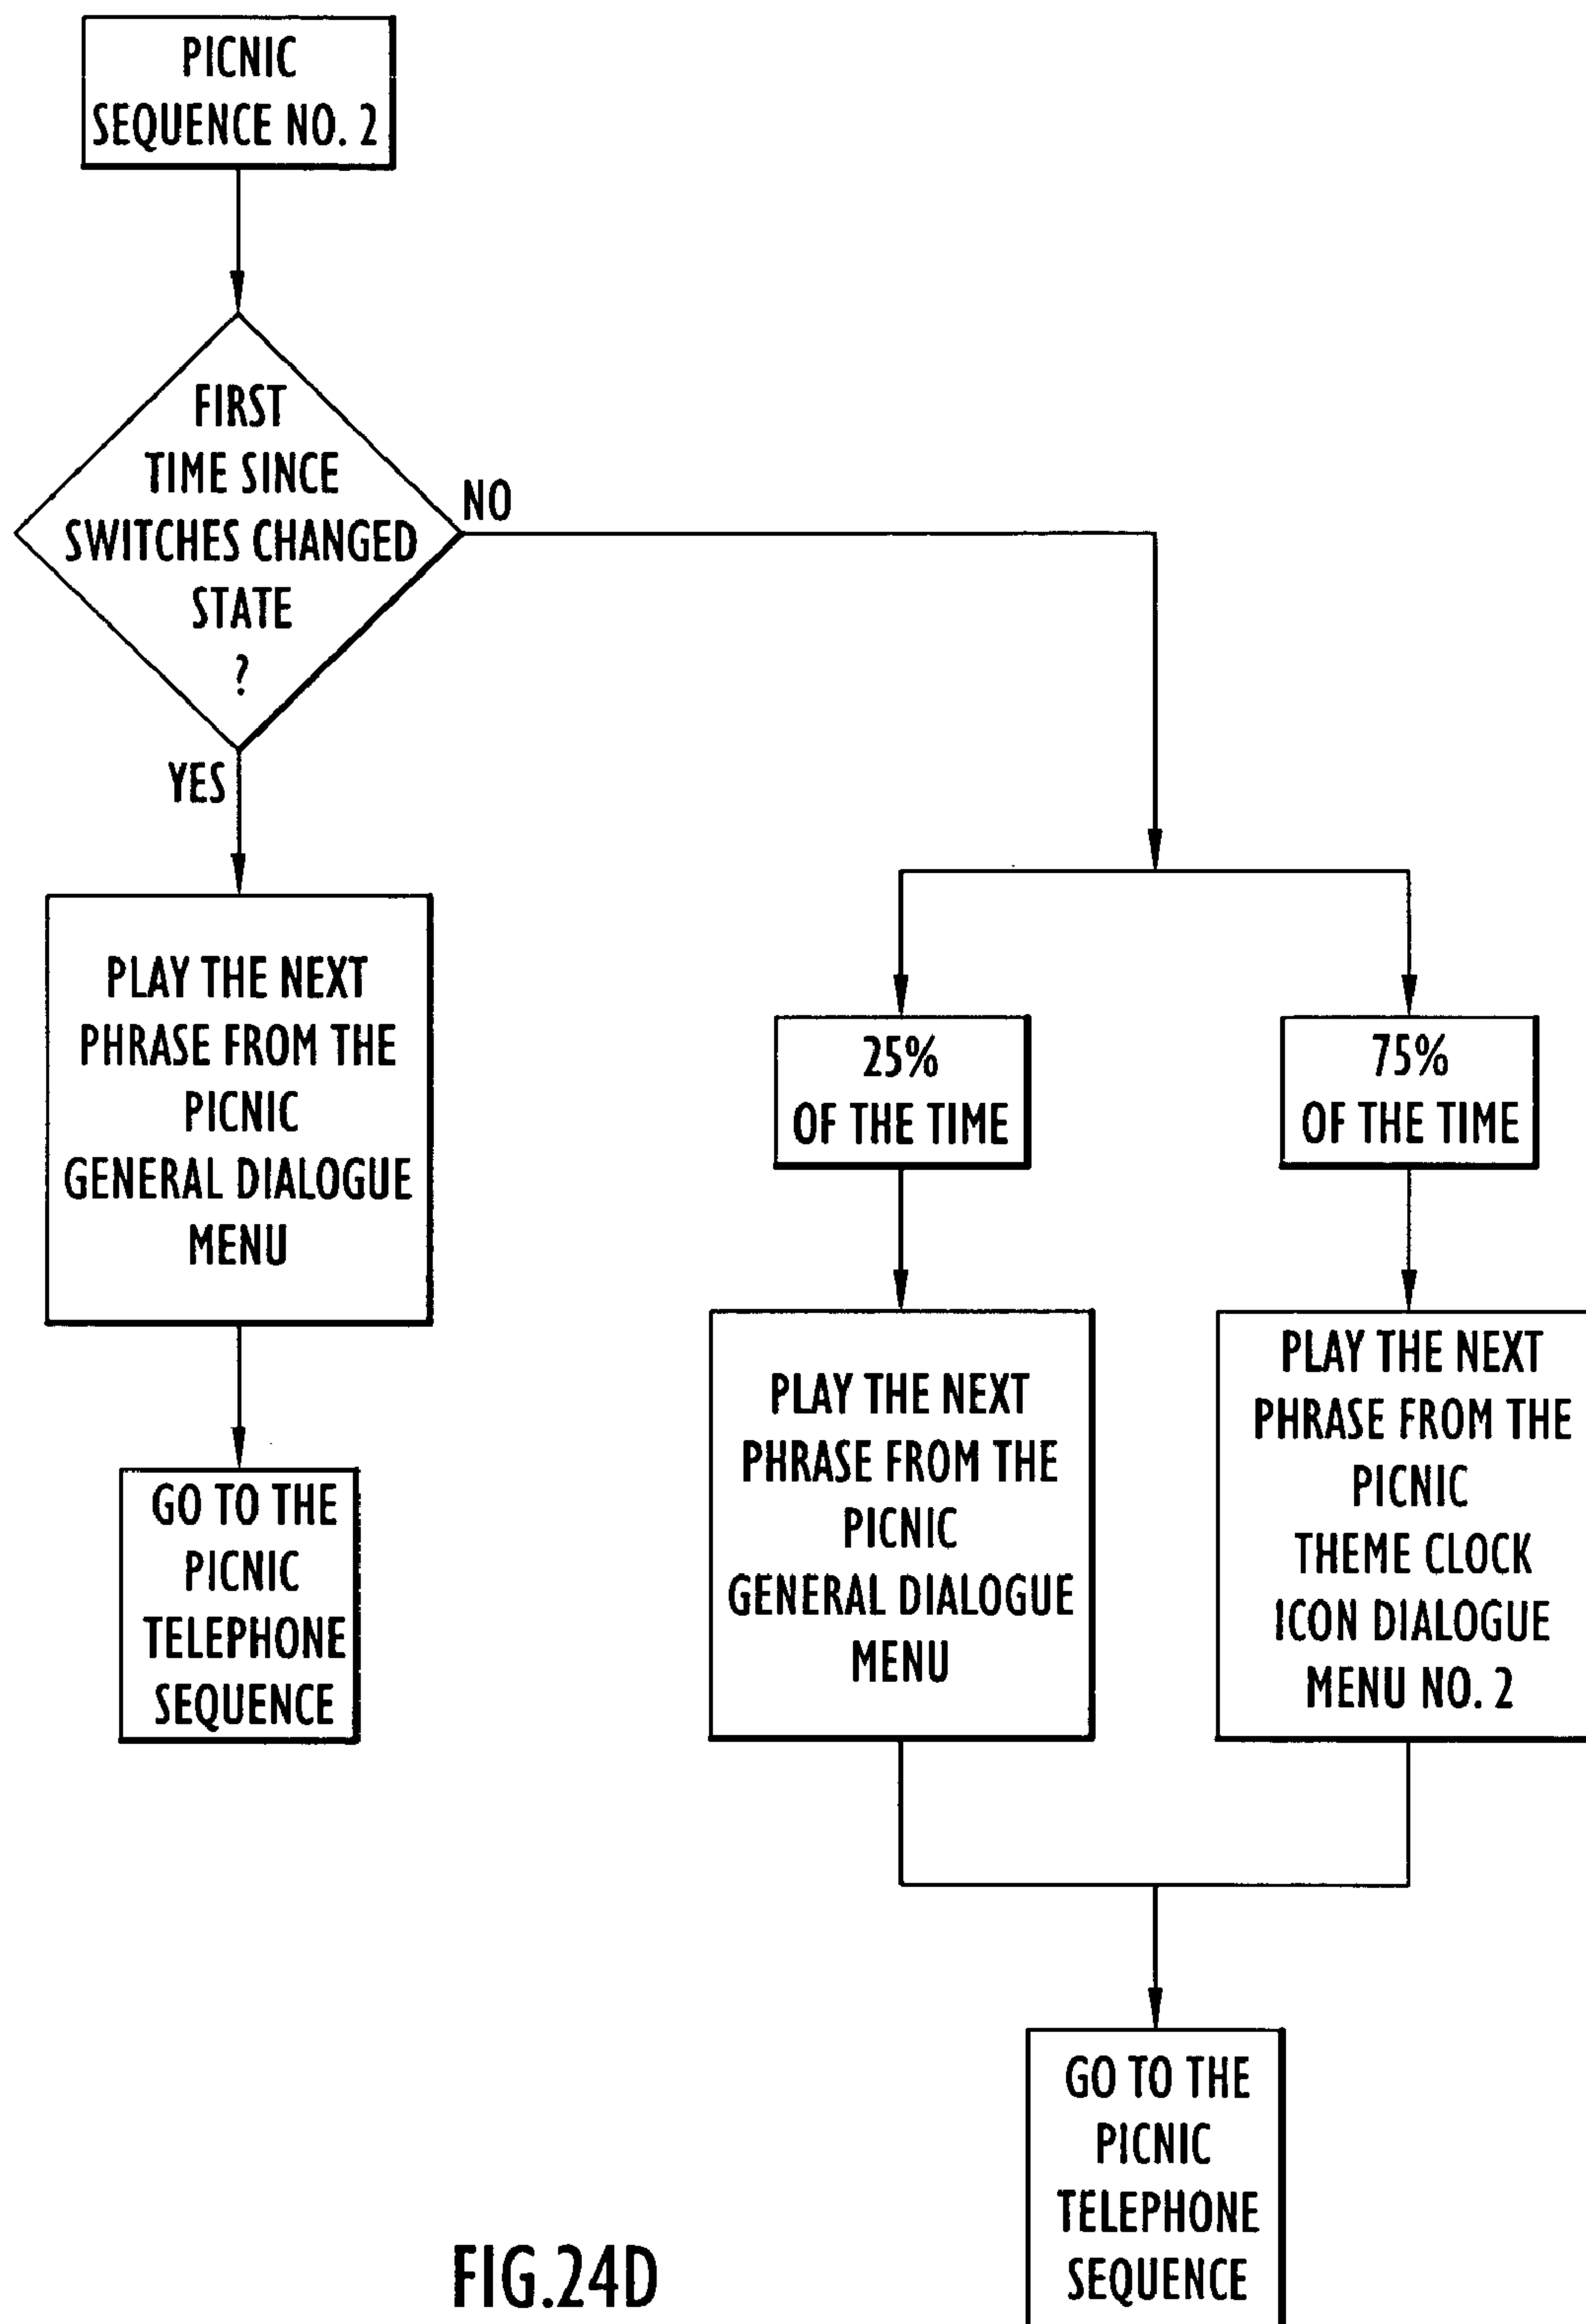 PICNIC
SEQUENCE NO. 2
FIRST
TIME SINCE
SWITCHES CHANGED
STATE
?
NO
YES
PLAY THE NEXT
PHRASE FROM THE
PICNIC
GENERAL DIALOGUE
MENU
GO TO THE
PICNIC
TELEPHONE
SEQUENCE
25%
OF THE TIME
75%
OF THE TIME
PLAY THE NEXT
PHRASE FROM THE
PICNIC
GENERAL DIALOGUE
MENU
PLAY THE NEXT
PHRASE FROM THE
PICNIC
THEME CLOCK
ICON DIALOGUE
MENU NO. 2
GO TO THE
PICNIC
TELEPHONE
SEQUENCE
FIG.24D